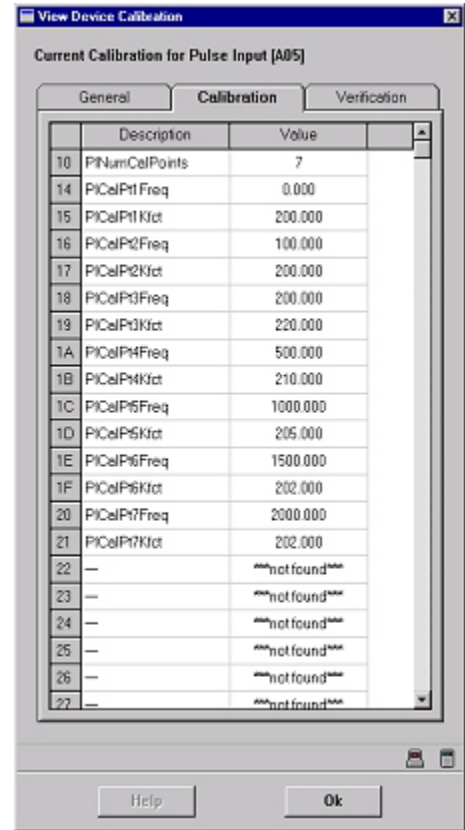 View Device Calibration
Current Calibration for Pulse Input [A05]
General Calibration Verification
Description Value
10 PINumCalPoints 7
14 PICalPt1Freq 0.000
15 PICalPt1Kfct 200.000
16 PICalPt2Freq 100.000
17 PICalPt2Kfct 200.000
18 PICalPt3Freq 200.000
19 PICalPt3Kfct 220.000
1A PICalPt4Freq 500.000
1B PICalPt4Kfct 210.000
1C PICalPt5Freq 1000.000
1D PICalPt5Kfct 205.000
1E PICalPt6Freq 1500.000
1F PICalPt6Kfct 202.000
20 PICalPt7Freq 2000.000
21 PICalPt7Kfct 202.000
22 --- ***not found***
23 --- ***not found***
24 --- ***not found***
25 --- ***not found***
26 --- ***not found***
27 --- ***not found***
Help Ok